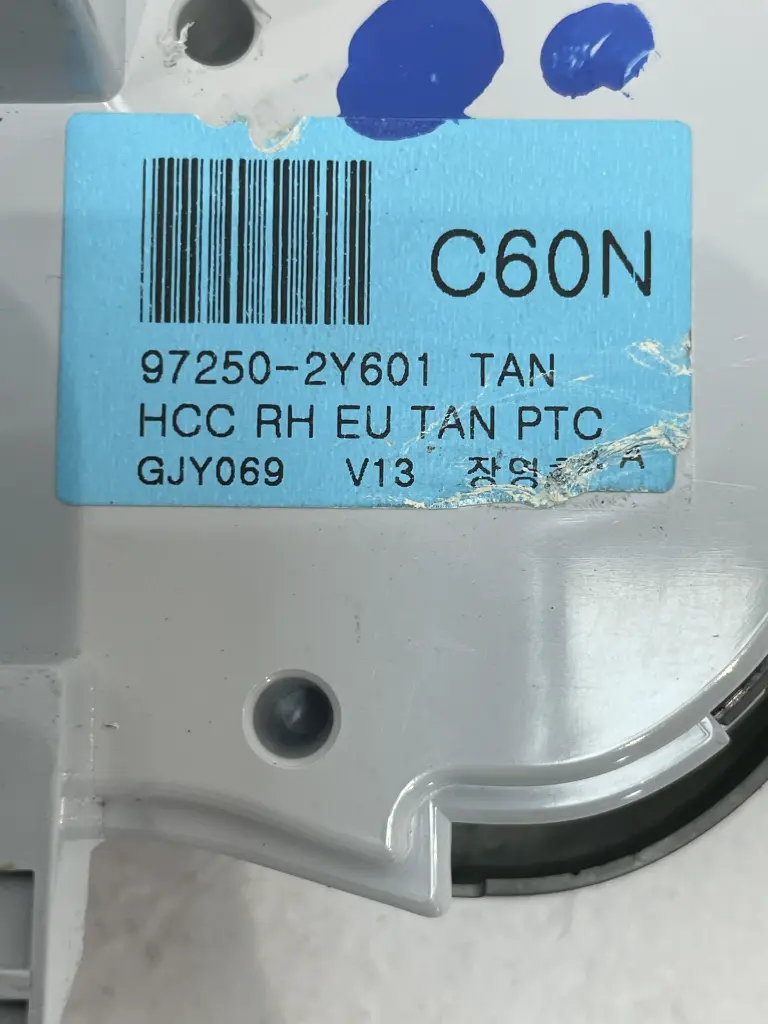 C60N
97250-2Y601 TAN
HCC RH EU TAN PTC
GJY069 V13 A